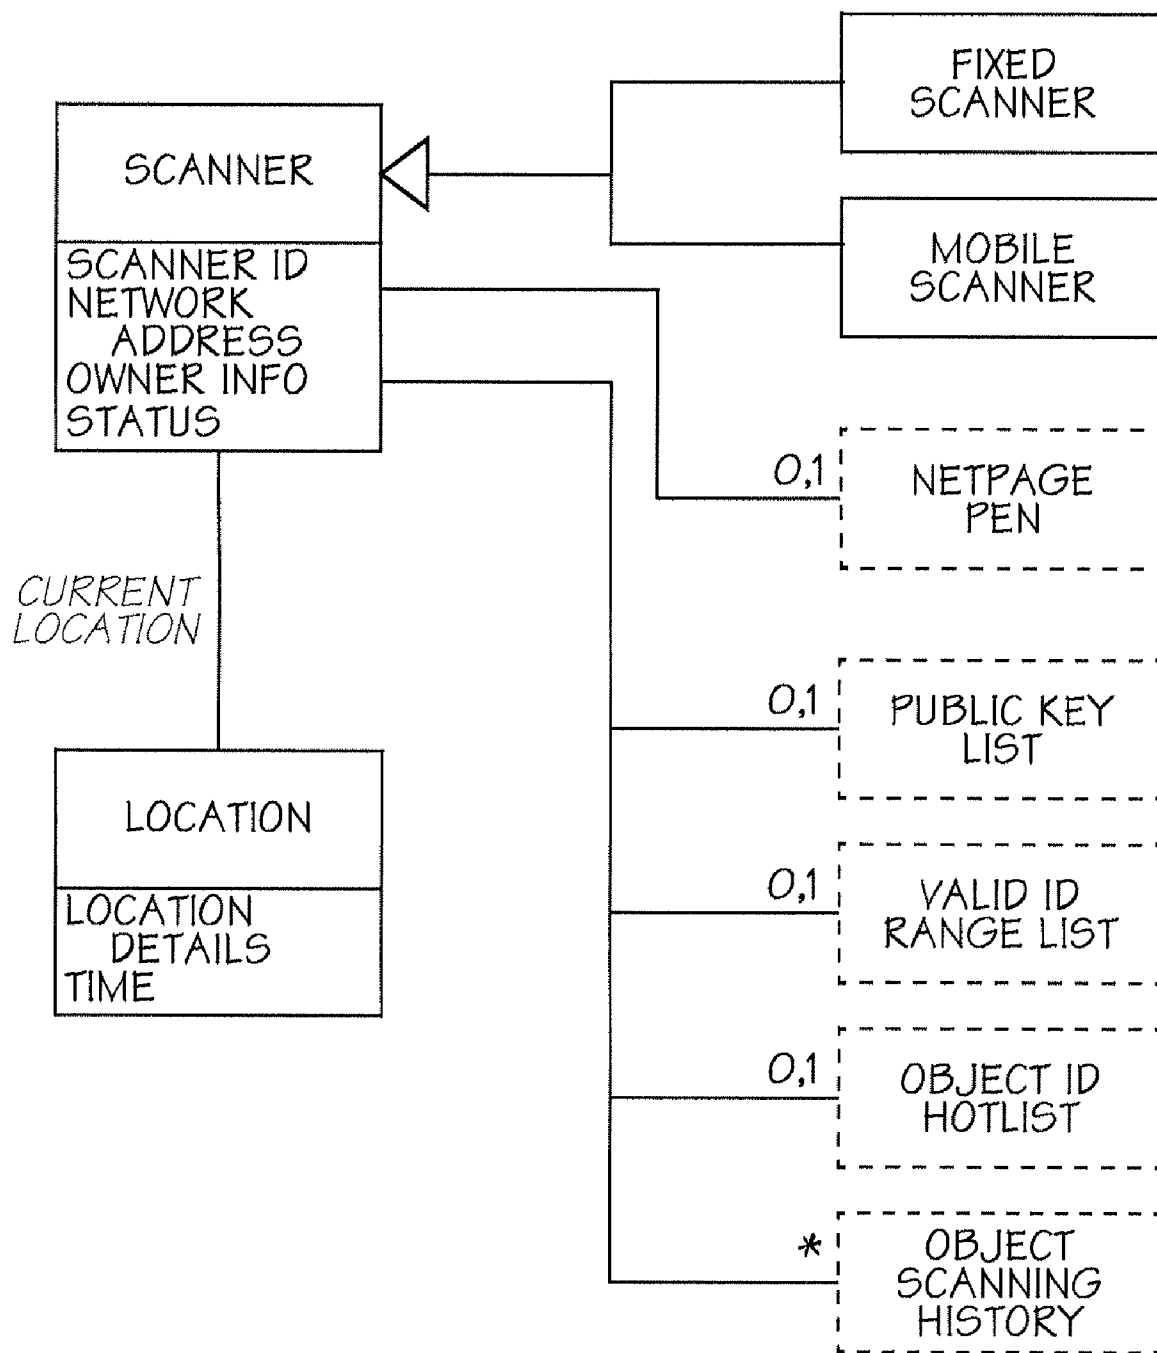 FIXED
SCANNER
SCANNER
SCANNER ID
NETWORK
ADDRESS
OWNER INFO
STATUS
MOBILE
SCANNER
0,1
NETPAGE
PEN
CURRENT
LOCATION
0,1
PUBLIC KEY
LIST
LOCATION
LOCATION
DETAILS
TIME
0,1
VALID ID
RANGE LIST
0,1
OBJECT ID
HOTLIST
*
OBJECT
SCANNING
HISTORY